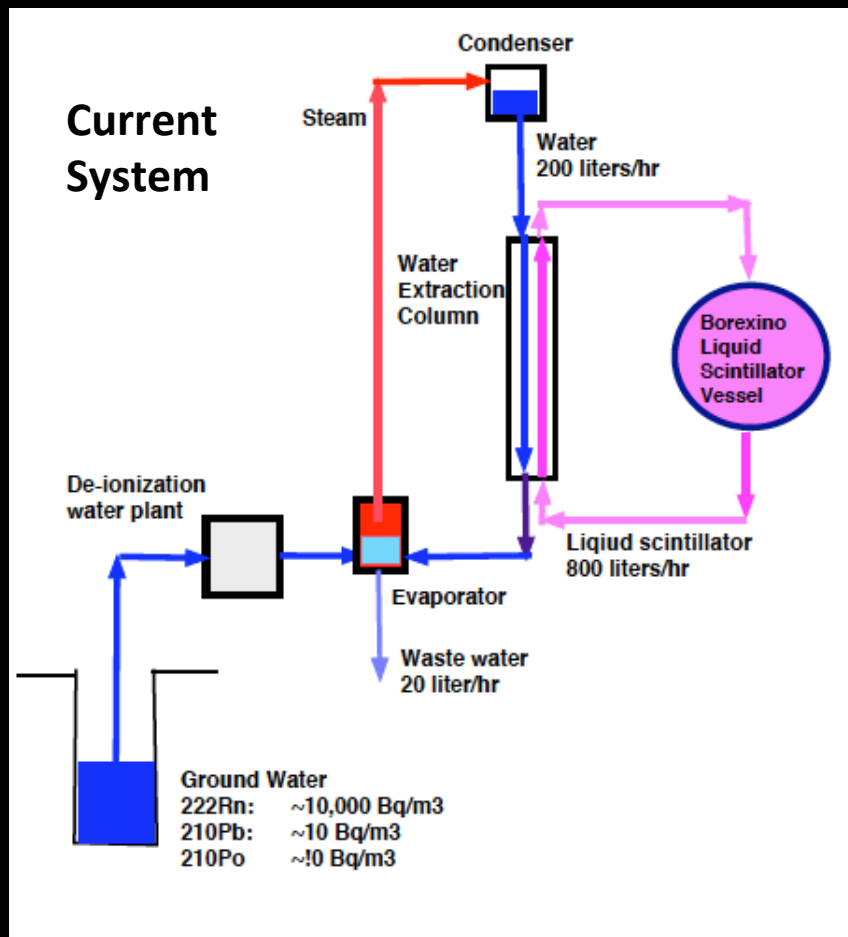 Condenser
Current
System
Steam
Water
200 liters/hr
Water
Extraction
Column
Borexino
Liquid
Scintillator
Vessel
De-ionization
water plant
Liqiud scintillator
800 liters/hr
Evaporator
Waste water
20 liter/hr
Ground Water
222Rn: ~10,000 Bq/m3
210Pb: ~10 Bq/m3
210Po ~!0 Bq/m3